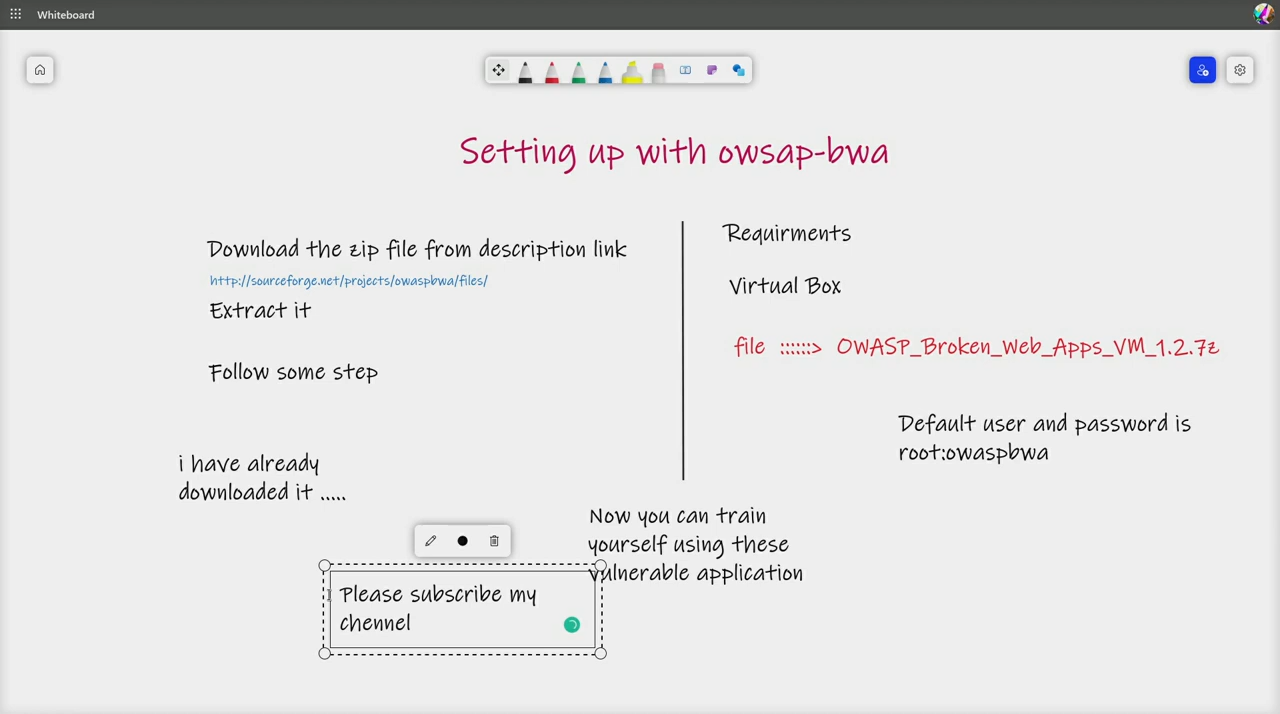 Whiteboard
Setting up with owsap-bwa
Download the zip file from description link
http://sourceforge.net/projects/owaspbwa/files/
Extract it
Follow some step
i have already
downloaded it .....
Requirments
Virtual Box
file ::::::> OWASP_Broken_Web_Apps_VM_1.2.7z
Default user and password is
root:owaspbwa
Now you can train
yourself using these
vulnerable application
Please subscribe my
chennel